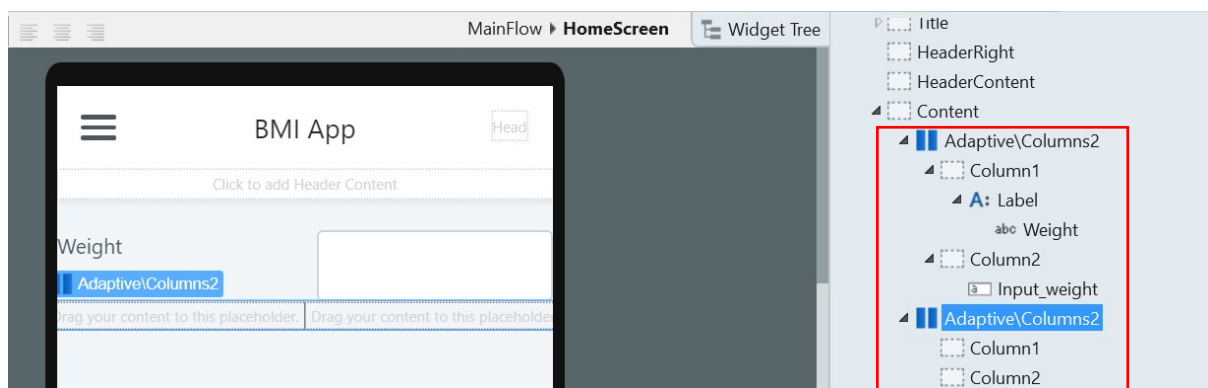 MainFlow HomeScreen
Widget Tree
BMI App
Head
Click to add Header Content
Weight
Adaptive\Columns2
Drag your content to this placeholder.
Drag your content to this placeholde
Title
HeaderRight
HeaderContent
Content
Adaptive\Columns2
Column1
A: Label
abc Weight
Column2
a Input_weight
Adaptive\Columns2
Column1
Column2